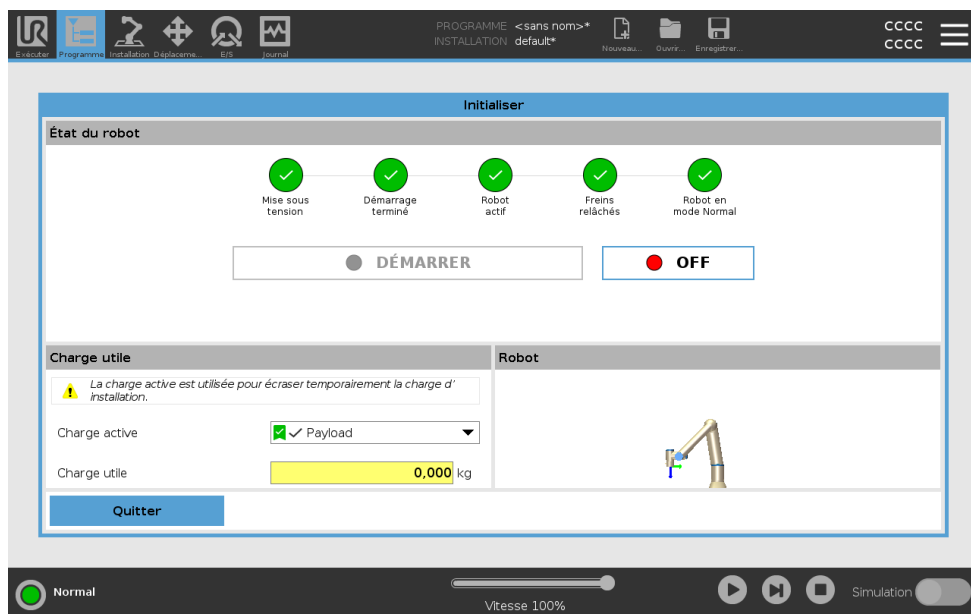 UR
PROGRAMME <sans nom>*
INSTALLATION default*
CCCC
CCCC
Exécuter Programme Installation Déplaceme... E/S Journal
Nouveau... Ouvrir... Enregistrer...
Initialiser
État du robot
Mise sous
tension
Démarrage
terminé
Robot
actif
Freins
relâchés
Robot en
mode Normal
DÉMARRER
OFF
Charge utile
Robot
La charge active est utilisée pour écraser temporairement la charge d'
installation.
Charge active
Payload
Charge utile
0,000 kg
Quitter
Normal
Vitesse 100%
Simulation